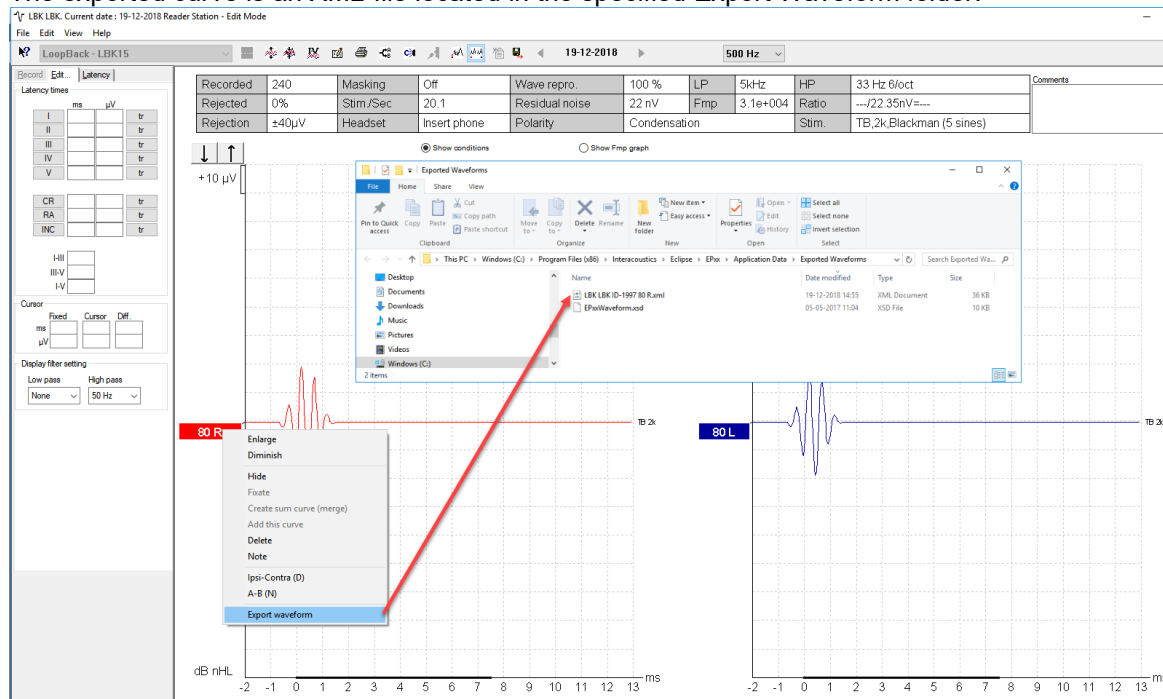 The exported curve is an XML file located in the specified Export Waveform folder.
LBK LBK. Current date : 19-12-2018 Reader Station - Edit Mode
File Edit View Help
LoopBack - LBK15 19-12-2018 500 Hz
Record Edit... Latency
Latency times
ms µV
I tr
II tr
III tr
IV tr
V tr
CR tr
RA tr
INC tr
I-III
III-V
I-V
Cursor
Fixed Cursor Diff.
ms
µV
Display filter setting
Low pass High pass
None 50 Hz
Recorded 240 Masking Off Wave repro. 100 % LP 5kHz HP 33 Hz 6/oct
Rejected 0% Stim./Sec 20.1 Residual noise 22 nV Fmp 3.1e+004 Ratio ---/22.35nV=---
Rejection ±40µV Headset Insert phone Polarity Condensation Stim. TB,2k,Blackman (5 sines)
Comments
Show conditions Show Fmp graph
+10 µV
Exported Waveforms
File Home Share View
Pin to Quick access Copy Paste Cut Copy path Paste shortcut
Move to Copy to Delete Rename
New folder New item Easy access
Properties Open Edit History
Select all Select none Invert selection
Clipboard Organize New Open Select
This PC › Windows (C:) › Program Files (x86) › Interacoustics › Eclipse › EPxx › Application Data › Exported Waveforms Search Exported Wa...
Desktop
Documents
Downloads
Music
Pictures
Videos
Windows (C:)
Name Date modified Type Size
LBK LBK ID-1997 80 R.xml 19-12-2018 14:55 XML Document 36 KB
EPxxWaveform.xsd 05-05-2017 11:04 XSD File 10 KB
2 items
80 R TB 2k
80 L TB 2k
Enlarge
Diminish
Hide
Fixate
Create sum curve (merge)
Add this curve
Delete
Note
Ipsi-Contra (D)
A-B (N)
Export waveform
dB nHL
-2 -1 0 1 2 3 4 5 6 7 8 9 10 11 12 13 ms
-2 -1 0 1 2 3 4 5 6 7 8 9 10 11 12 13